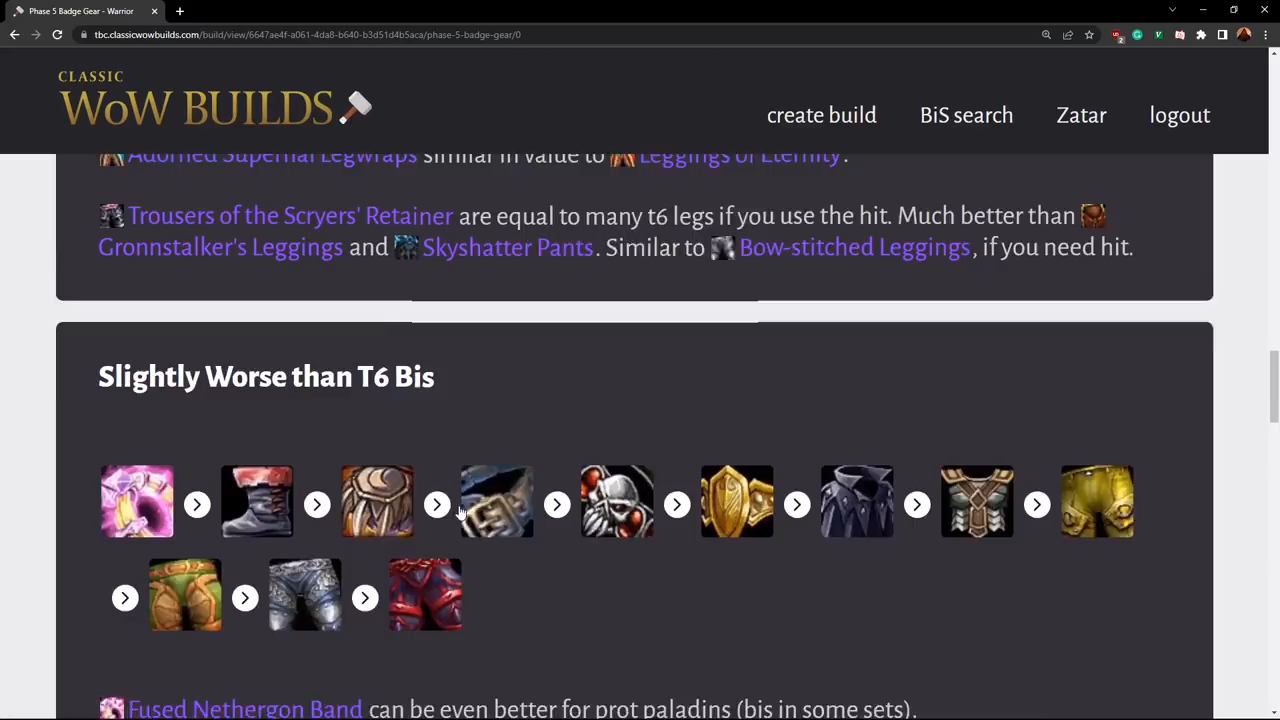 Phase 5 Badge Gear - Warrior
tbc.classicwowbuilds.com/build/view/6647ae4f-a061-4da8-b640-b3d51d4b5aca/phase-5-badge-gear/0
CLASSIC
WoW BUILDS
create build
BiS search
Zatar
logout
Adorned Supernal Legwraps similar in value to Leggings of Eternity.
Trousers of the Scryers' Retainer are equal to many t6 legs if you use the hit. Much better than
Gronnstalker's Leggings and Skyshatter Pants. Similar to Bow-stitched Leggings, if you need hit.
Slightly Worse than T6 Bis
Fused Nethergon Band can be even better for prot paladins (bis in some sets).